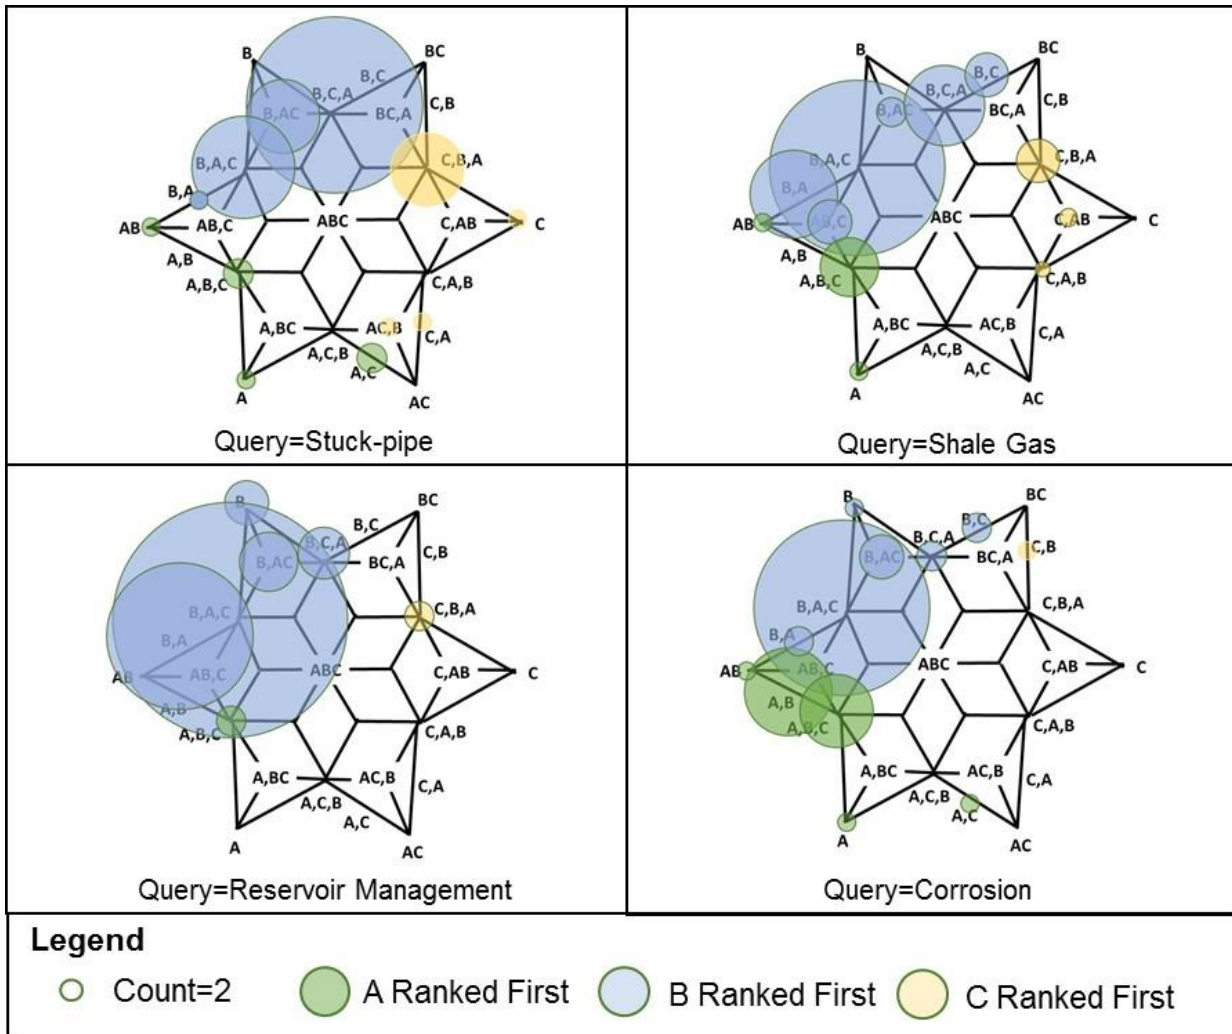 B
BC
B,C
B,C,A
C,B
B,AC
BC,A
B,A,C
C,B,A
B,A
AB
AB,C
ABC
C,AB
C
A,B
A,B,C
C,A,B
A,BC
AC,B
C,A
A,C,B
A,C
A
AC
Query=Stuck-pipe
B
BC
B,C
B,C,A
C,B
B,AC
BC,A
B,A,C
C,B,A
B,A
AB
AB,C
ABC
C,AB
C
A,B
A,B,C
C,A,B
A,BC
AC,B
C,A
A,C,B
A,C
A
AC
Query=Shale Gas
B
BC
B,C
B,C,A
C,B
B,AC
BC,A
B,A,C
C,B,A
B,A
AB
AB,C
ABC
C,AB
C
A,B
A,B,C
C,A,B
A,BC
AC,B
C,A
A,C,B
A,C
A
AC
Query=Reservoir Management
B
BC
B,C
B,C,A
C,B
B,AC
BC,A
B,A,C
C,B,A
B,A
AB
AB,C
ABC
C,AB
C
A,B
A,B,C
C,A,B
A,BC
AC,B
C,A
A,C,B
A,C
A
AC
Query=Corrosion
Legend
Count=2
A Ranked First
B Ranked First
C Ranked First